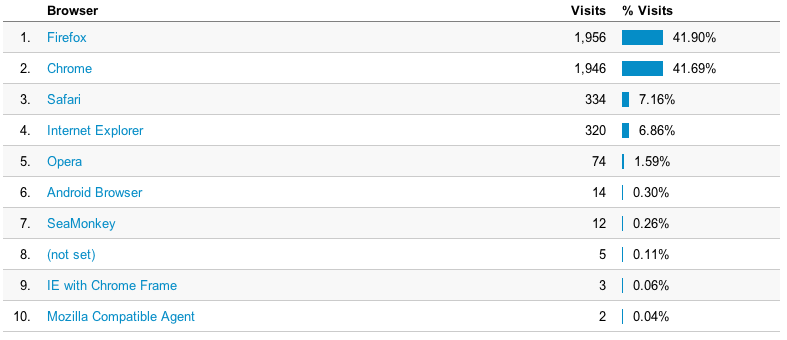 Browser Visits % Visits
1. Firefox 1,956 41.90%
2. Chrome 1,946 41.69%
3. Safari 334 7.16%
4. Internet Explorer 320 6.86%
5. Opera 74 1.59%
6. Android Browser 14 0.30%
7. SeaMonkey 12 0.26%
8. (not set) 5 0.11%
9. IE with Chrome Frame 3 0.06%
10. Mozilla Compatible Agent 2 0.04%